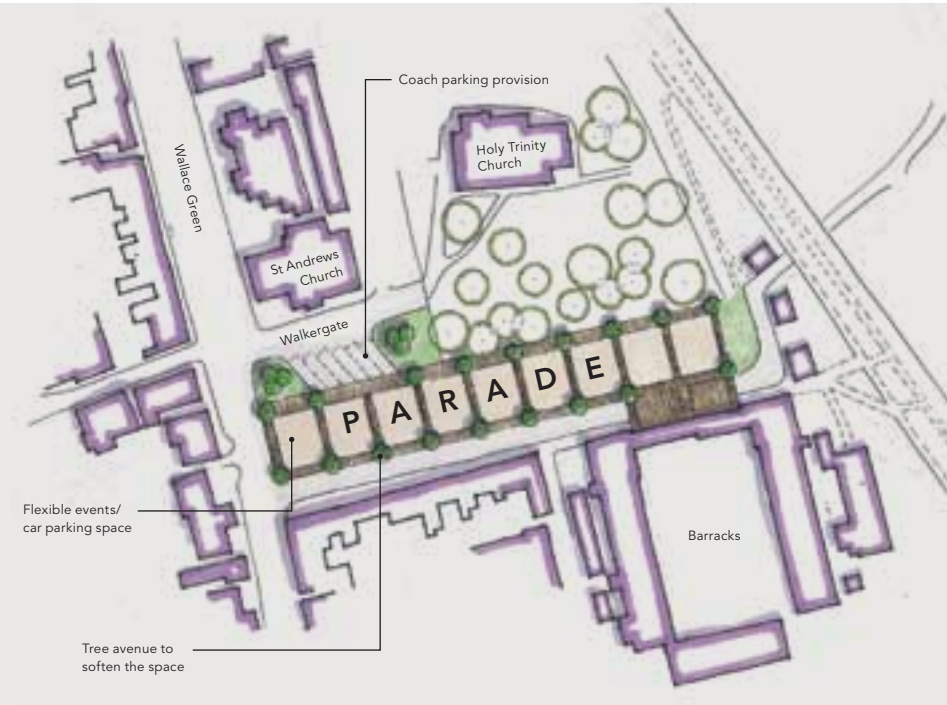 Coach parking provision
Wallace Green
Holy Trinity
Church
St Andrews
Church
Walkergate
PARADE
Flexible events/
car parking space
Barracks
Tree avenue to
soften the space